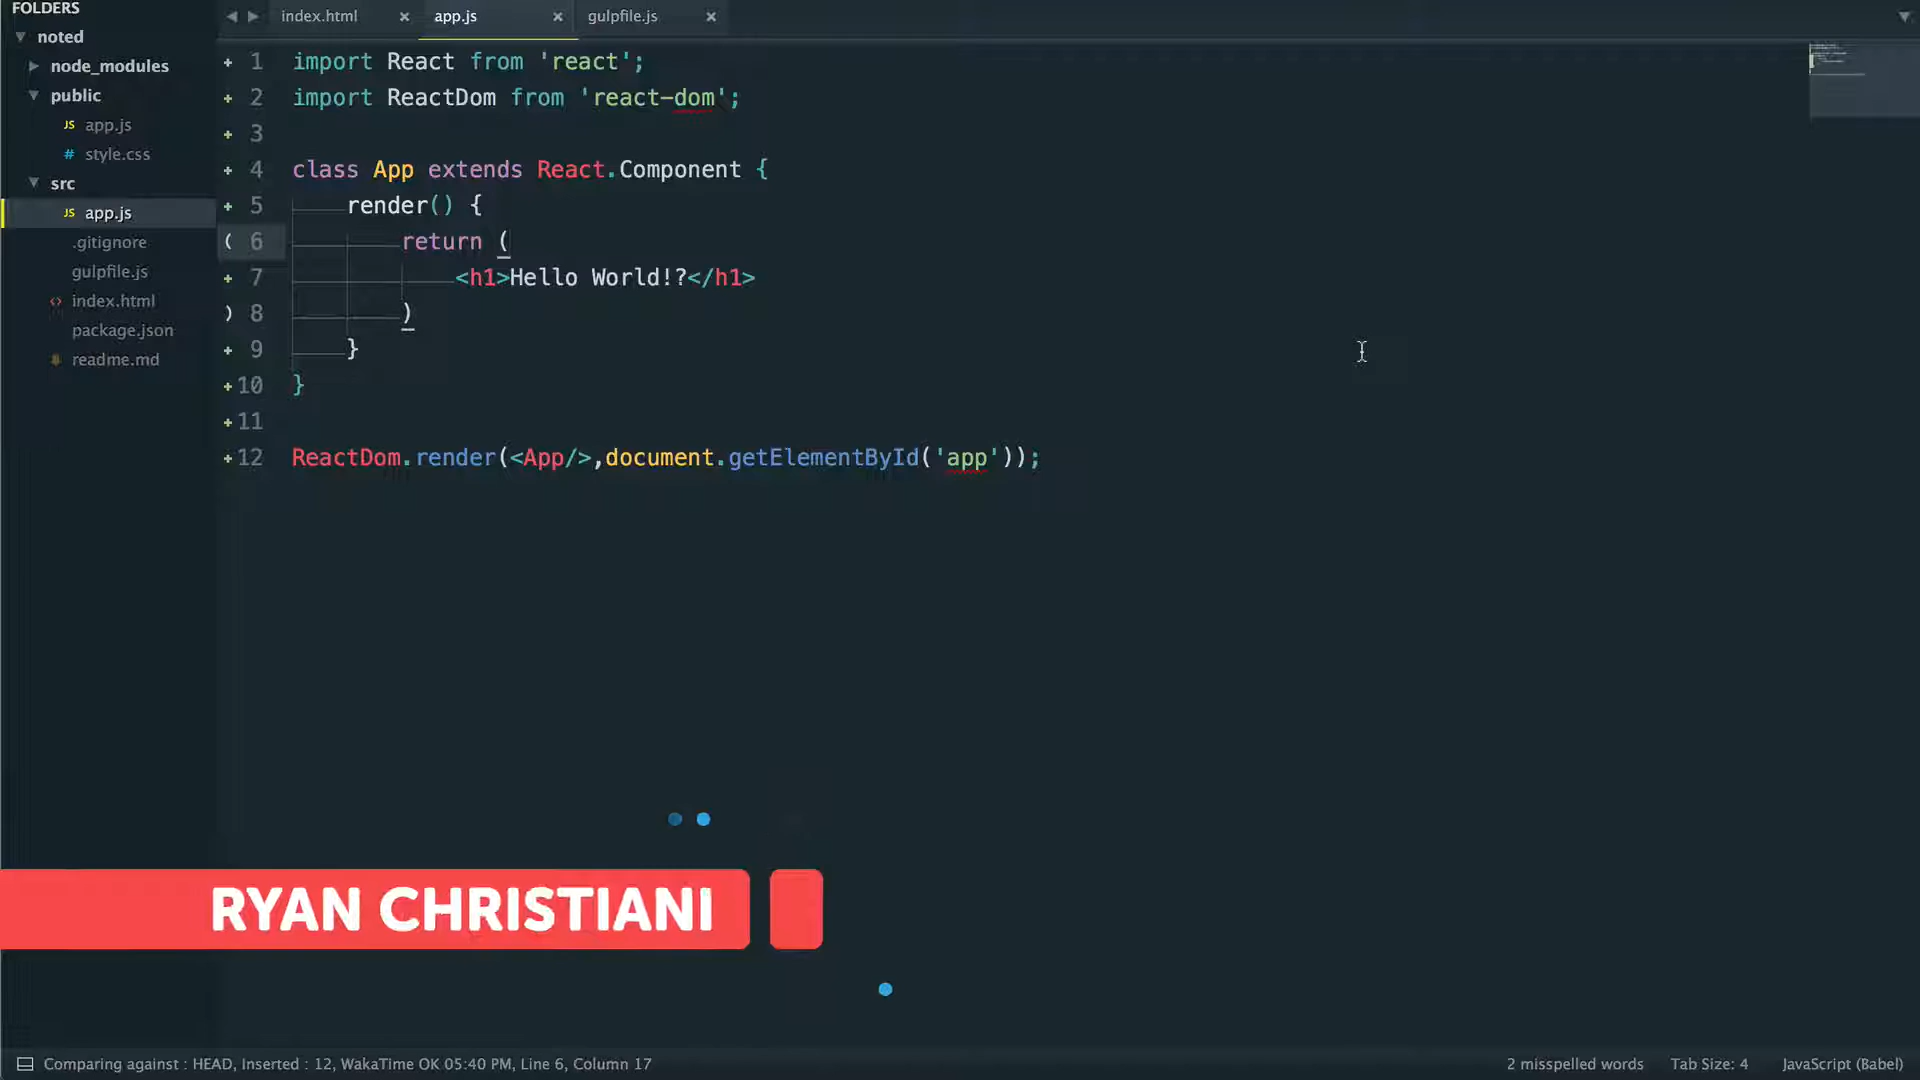 FOLDERS
noted
node_modules
public
JS app.js
# style.css
src
JS app.js
.gitignore
gulpfile.js
<> index.html
package.json
readme.md
index.html × app.js × gulpfile.js ×
1 import React from 'react';
2 import ReactDom from 'react-dom';
3
4 class App extends React.Component {
5 render() {
( 6 return (
7 <h1>Hello World!?</h1>
) 8 )
9 }
10 }
11
12 ReactDom.render(<App/>,document.getElementById('app'));
RYAN CHRISTIANI
Comparing against : HEAD, Inserted : 12, WakaTime OK 05:40 PM, Line 6, Column 17
2 misspelled words Tab Size: 4 JavaScript (Babel)